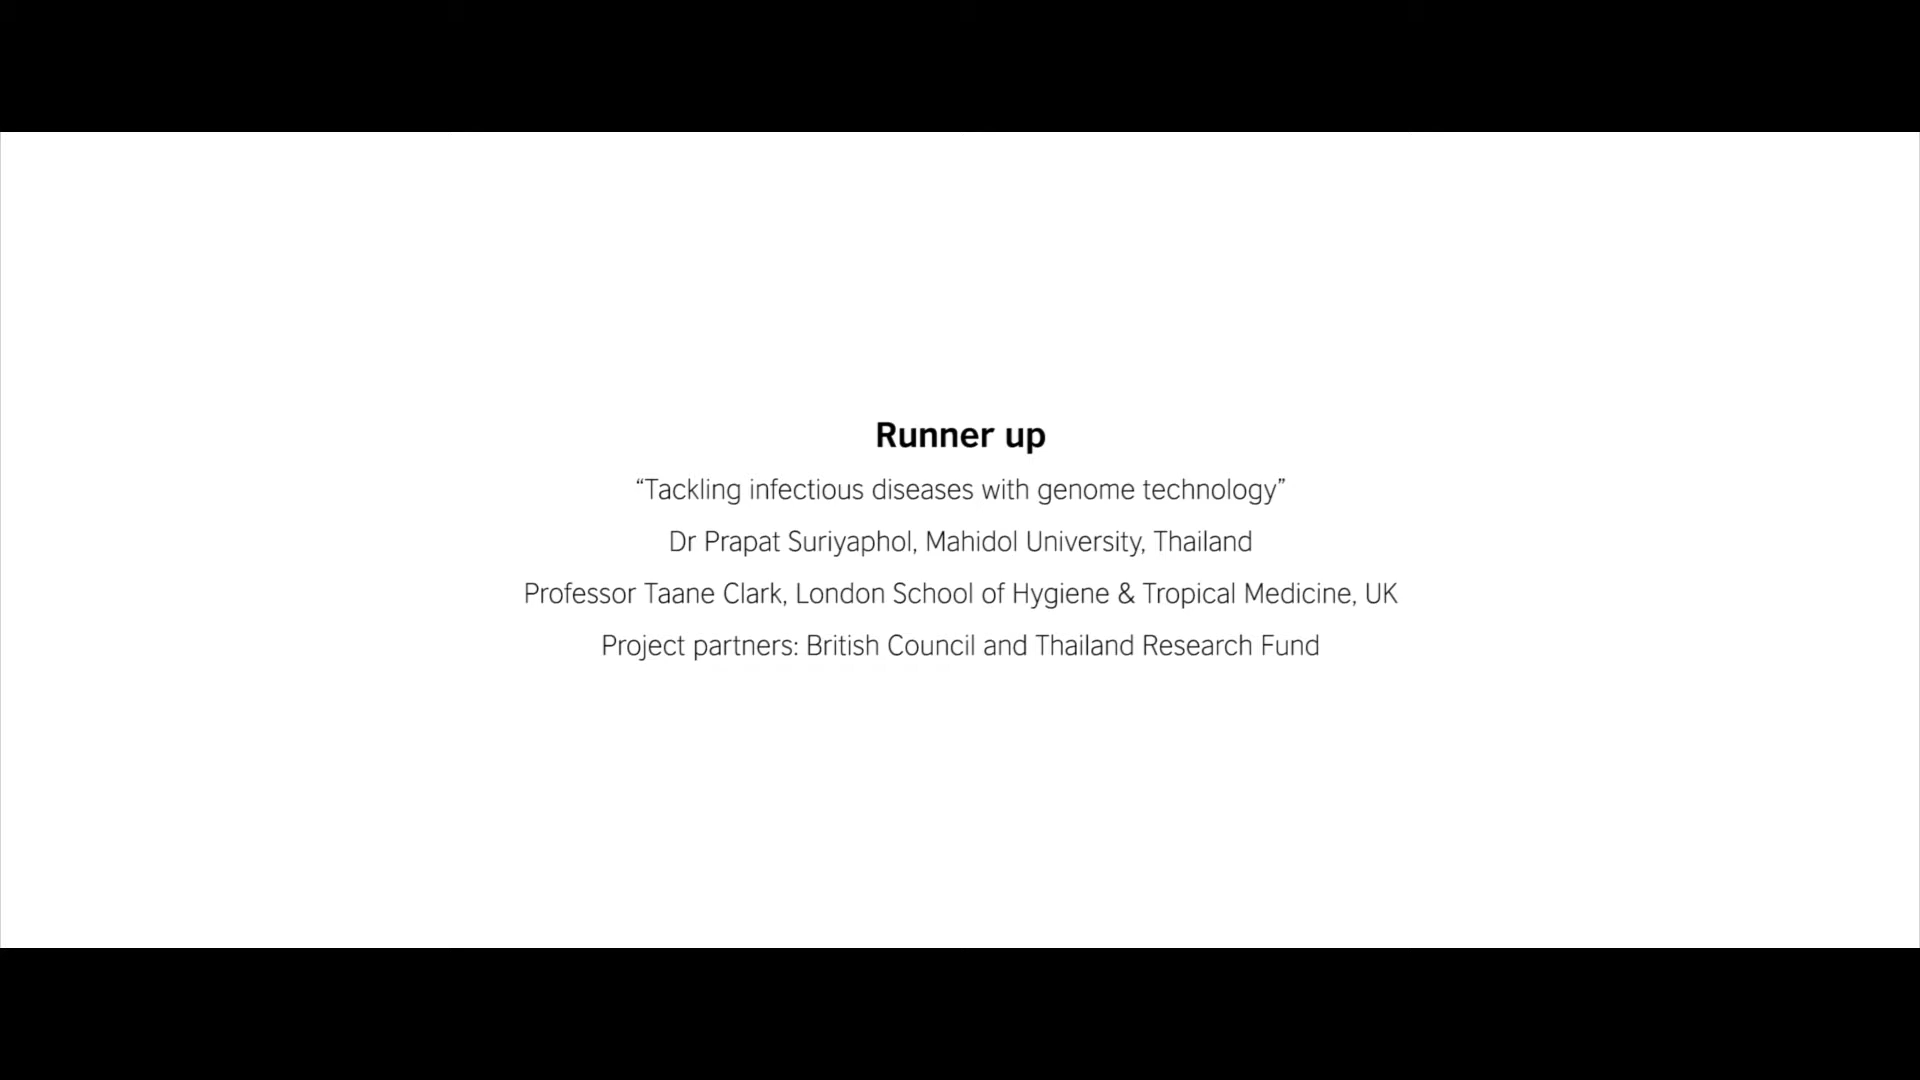 Runner up
“Tackling infectious diseases with genome technology”
Dr Prapat Suriyaphol, Mahidol University, Thailand
Professor Taane Clark, London School of Hygiene & Tropical Medicine, UK
Project partners: British Council and Thailand Research Fund